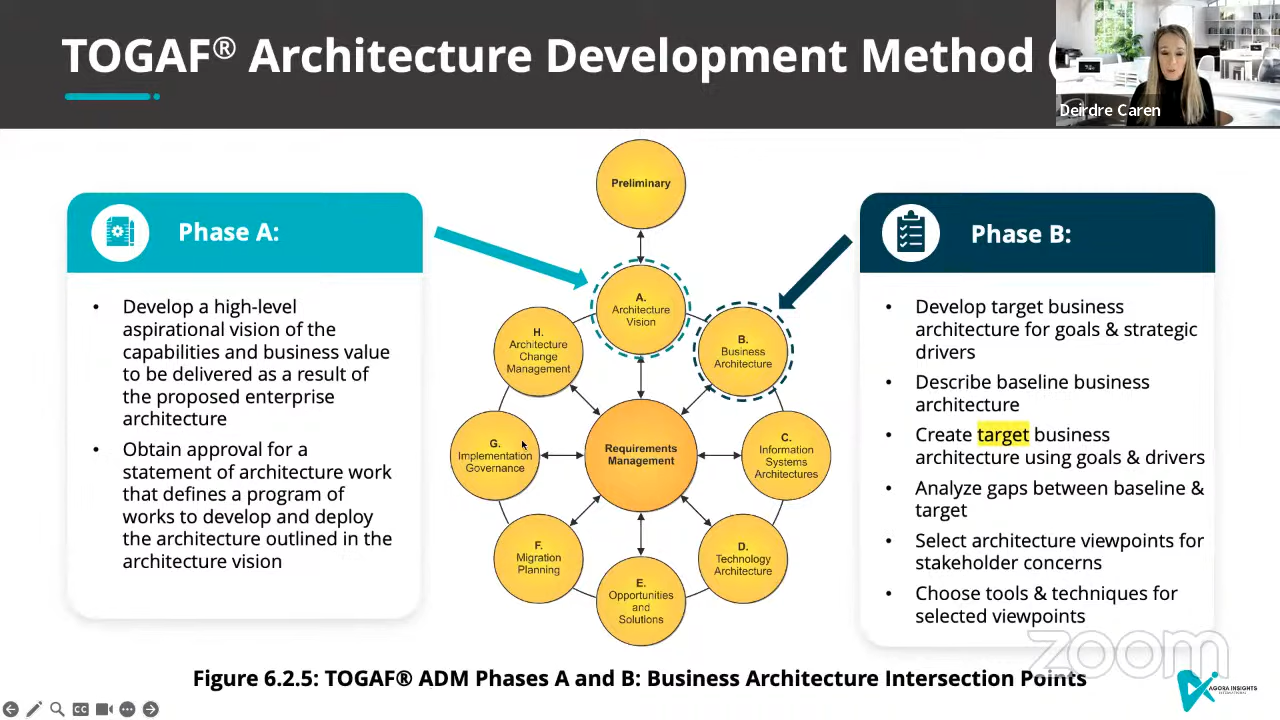 TOGAF® Architecture Development Method (
Deirdre Caren
Preliminary
Phase A:
• Develop a high-level
aspirational vision of the
capabilities and business value
to be delivered as a result of
the proposed enterprise
architecture
• Obtain approval for a
statement of architecture work
that defines a program of
works to develop and deploy
the architecture outlined in the
architecture vision
A.
Architecture
Vision
B.
Business
Architecture
C.
Information
Systems
Architectures
D.
Technology
Architecture
E.
Opportunities
and
Solutions
F.
Migration
Planning
G.
Implementation
Governance
H.
Architecture
Change
Management
Requirements
Management
Phase B:
• Develop target business
architecture for goals & strategic
drivers
• Describe baseline business
architecture
• Create target business
architecture using goals & drivers
• Analyze gaps between baseline &
target
• Select architecture viewpoints for
stakeholder concerns
• Choose tools & techniques for
selected viewpoints
zoom
Figure 6.2.5: TOGAF® ADM Phases A and B: Business Architecture Intersection Points
AGORA INSIGHTS
INTERNATIONAL
CC